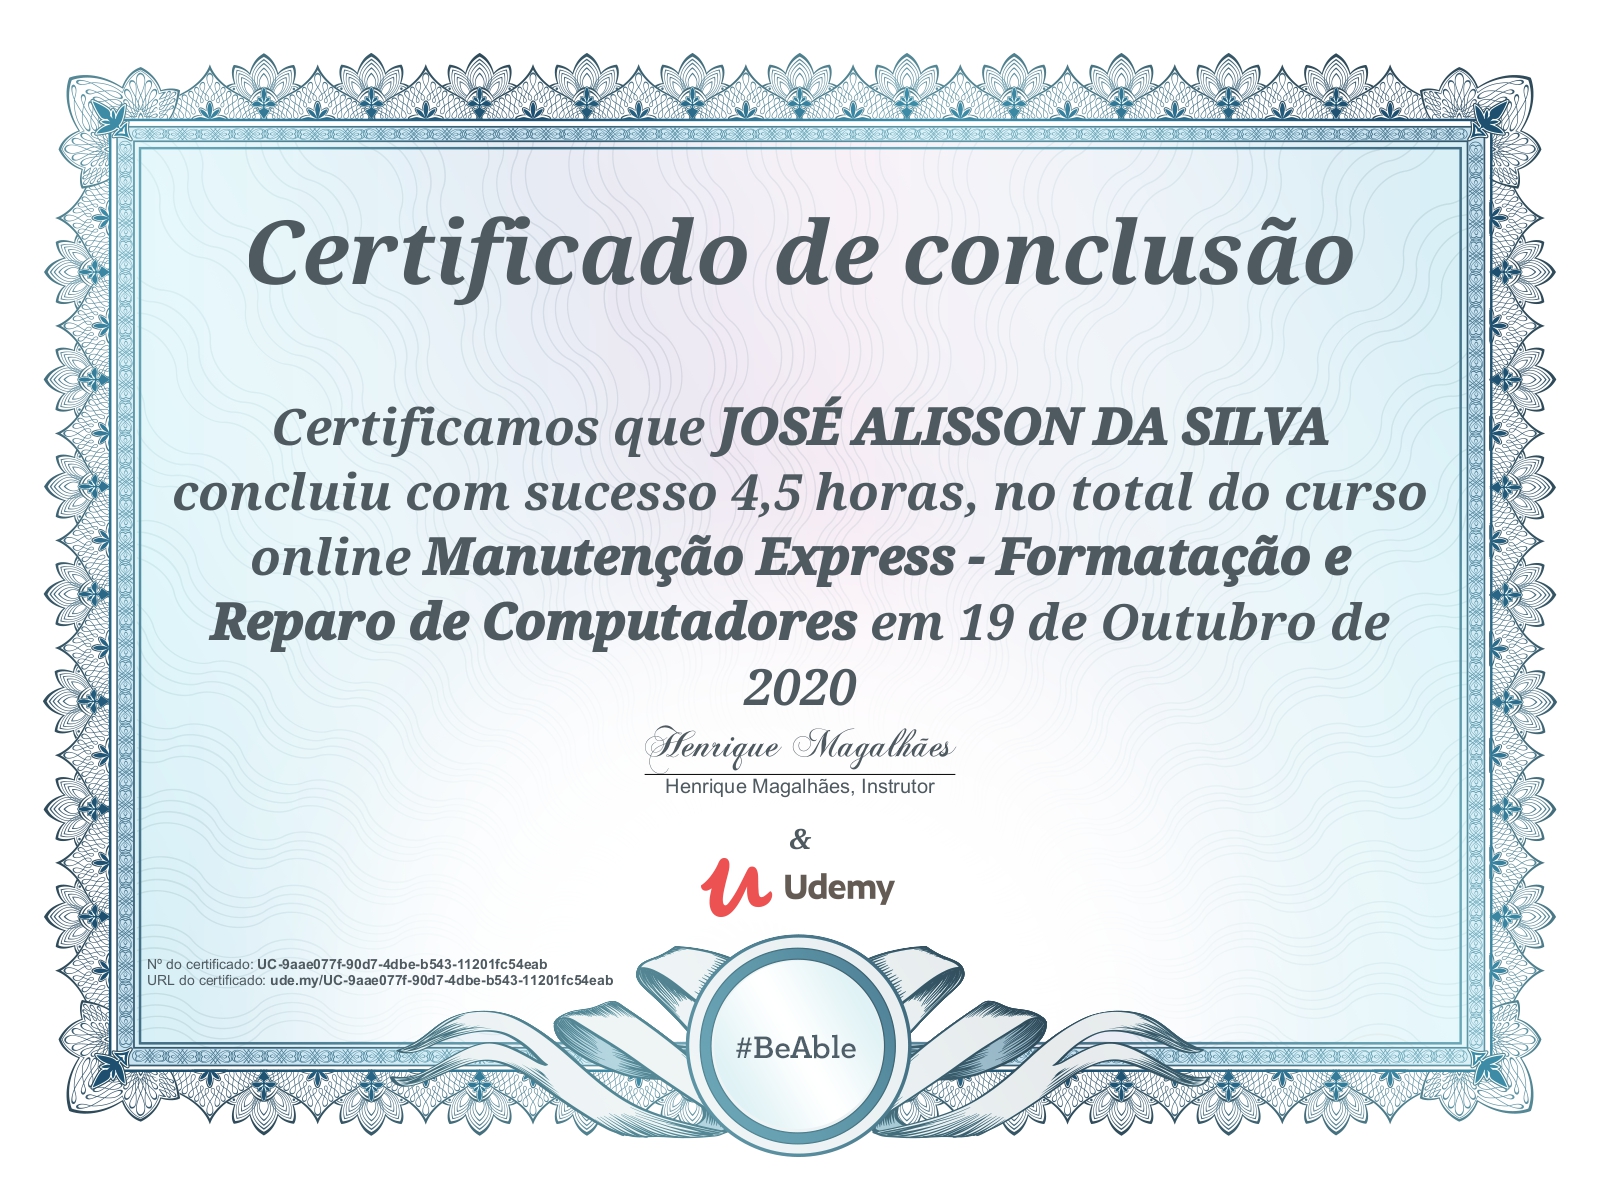 Certificado de conclusão
Certificamos que JOSÉ ALISSON DA SILVA
concluiu com sucesso 4,5 horas, no total do curso
online Manutenção Express - Formatação e
Reparo de Computadores em 19 de Outubro de
2020
Henrique Magalhães
Henrique Magalhães, Instrutor
&
Udemy
Nº do certificado: UC-9aae077f-90d7-4dbe-b543-11201fc54eab
URL do certificado: ude.my/UC-9aae077f-90d7-4dbe-b543-11201fc54eab
#BeAble